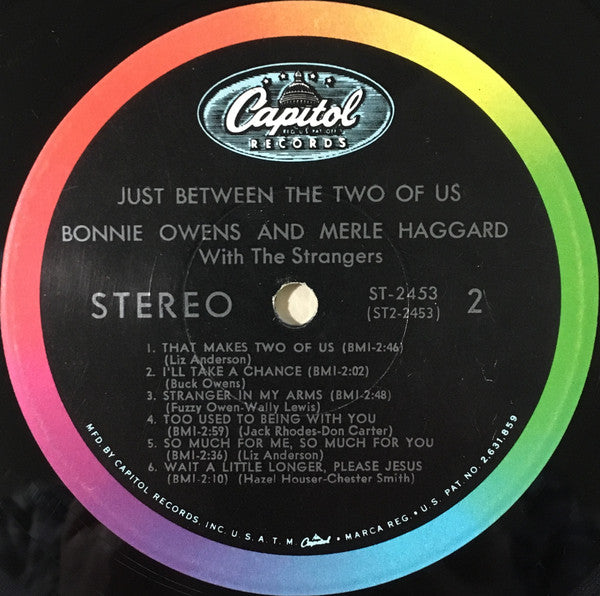 Capitol
REG. U.S. PAT. OFF.
RECORDS
JUST BETWEEN THE TWO OF US
BONNIE OWENS AND MERLE HAGGARD
With The Strangers
STEREO
ST-2453
(ST2-2453)
2
1. THAT MAKES TWO OF US (BMI-2:46)
(Liz Anderson)
2. I'LL TAKE A CHANCE (BMI-2:02)
(Buck Owens)
3. STRANGER IN MY ARMS (BMI-2:48)
(Fuzzy Owen-Wally Lewis)
4. TOO USED TO BEING WITH YOU
(BMI-2:59) (Jack Rhodes-Don Carter)
5. SO MUCH FOR ME, SO MUCH FOR YOU
(BMI-2:36) (Liz Anderson)
6. WAIT A LITTLE LONGER, PLEASE JESUS
(BMI-2:10) (Hazel Houser-Chester Smith)
MFD. BY CAPITOL RECORDS, INC. U.S.A. T.M. Capitol • MARCA REG. • U.S. PAT. NO. 2,631,859